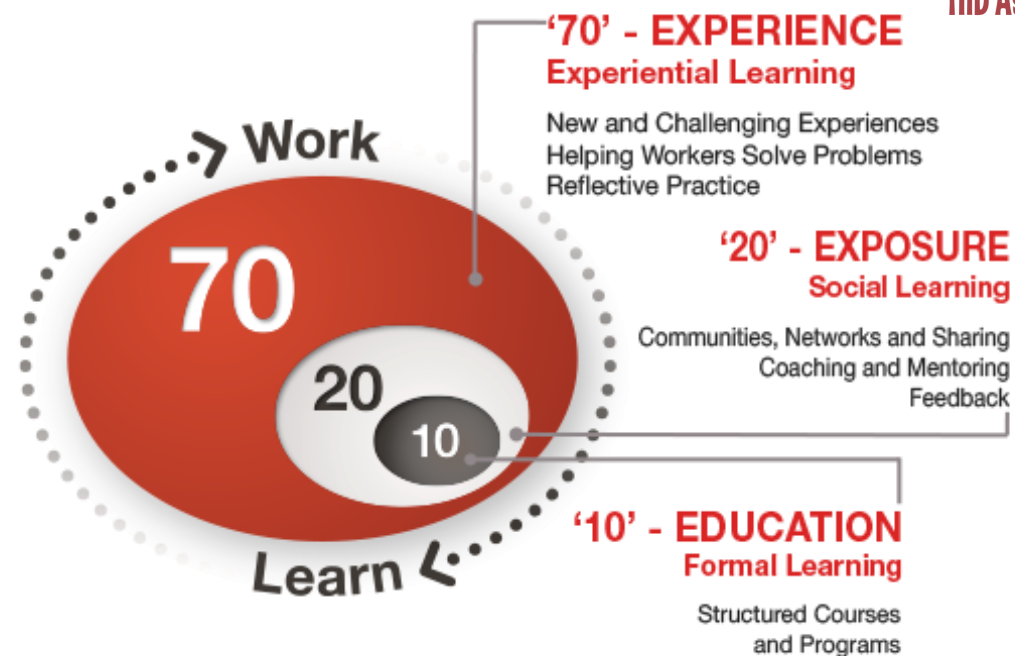 ‘70’ - EXPERIENCE
Experiential Learning
New and Challenging Experiences
Helping Workers Solve Problems
Reflective Practice
Work
70
‘20’ - EXPOSURE
Social Learning
Communities, Networks and Sharing
Coaching and Mentoring
Feedback
20
10
Learn
‘10’ - EDUCATION
Formal Learning
Structured Courses
and Programs